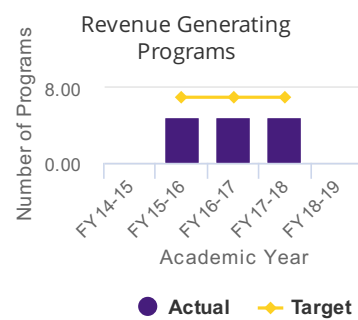 Revenue Generating
Programs
Number of Programs
8.00
0.00
FY14-15
FY15-16
FY16-17
FY17-18
FY18-19
Academic Year
Actual
Target